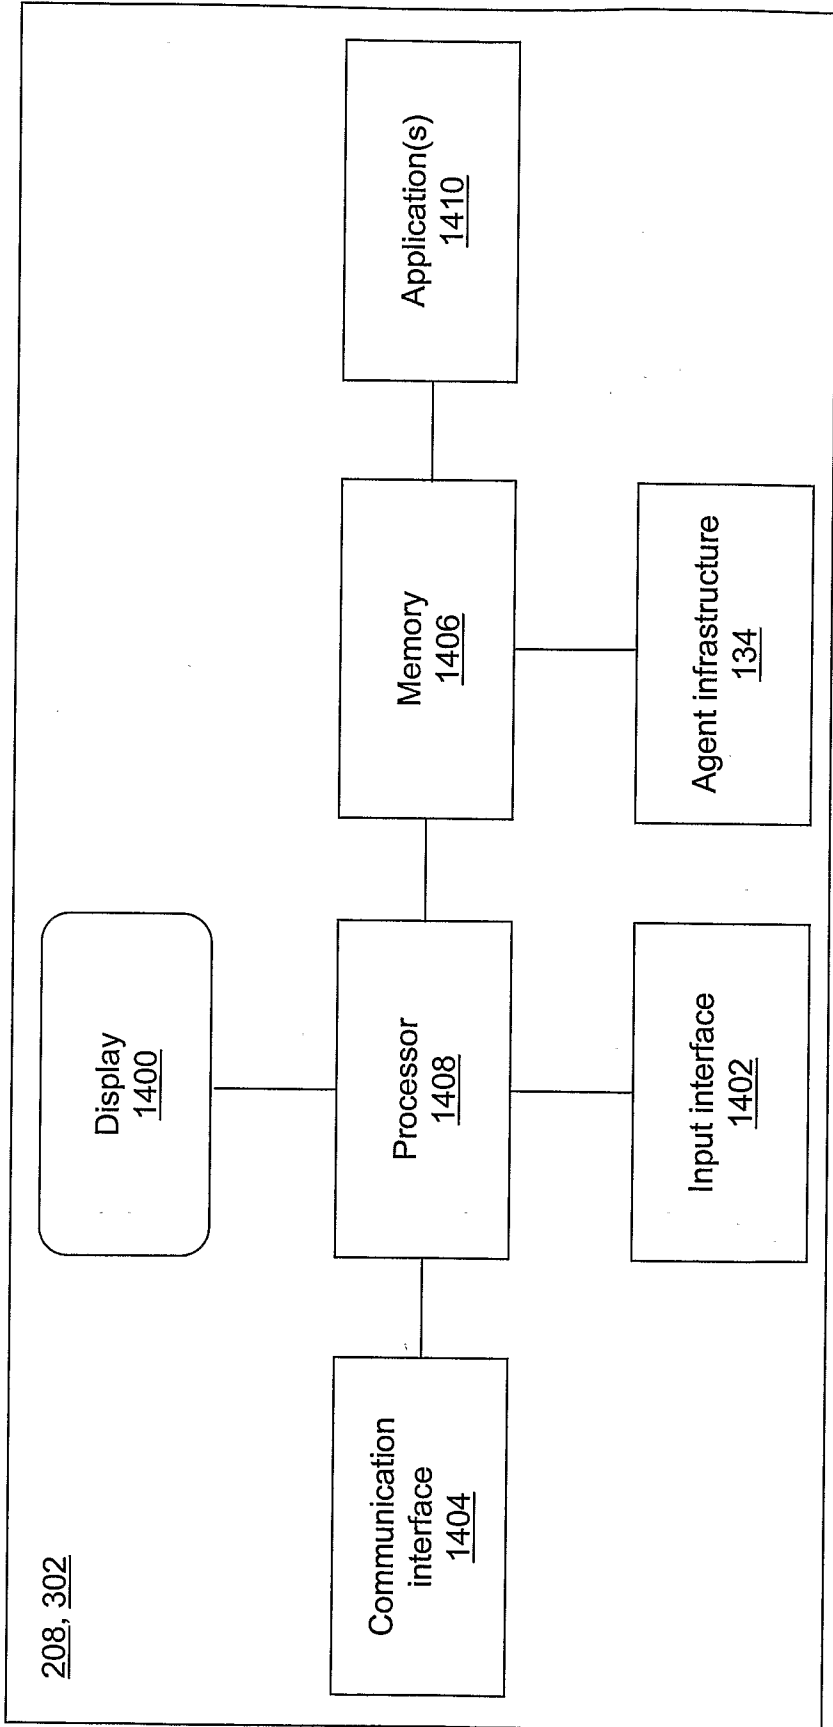 208, 302
Display
1400
Communication
interface
1404
Processor
1408
Memory
1406
Application(s)
1410
Input interface
1402
Agent infrastructure
134